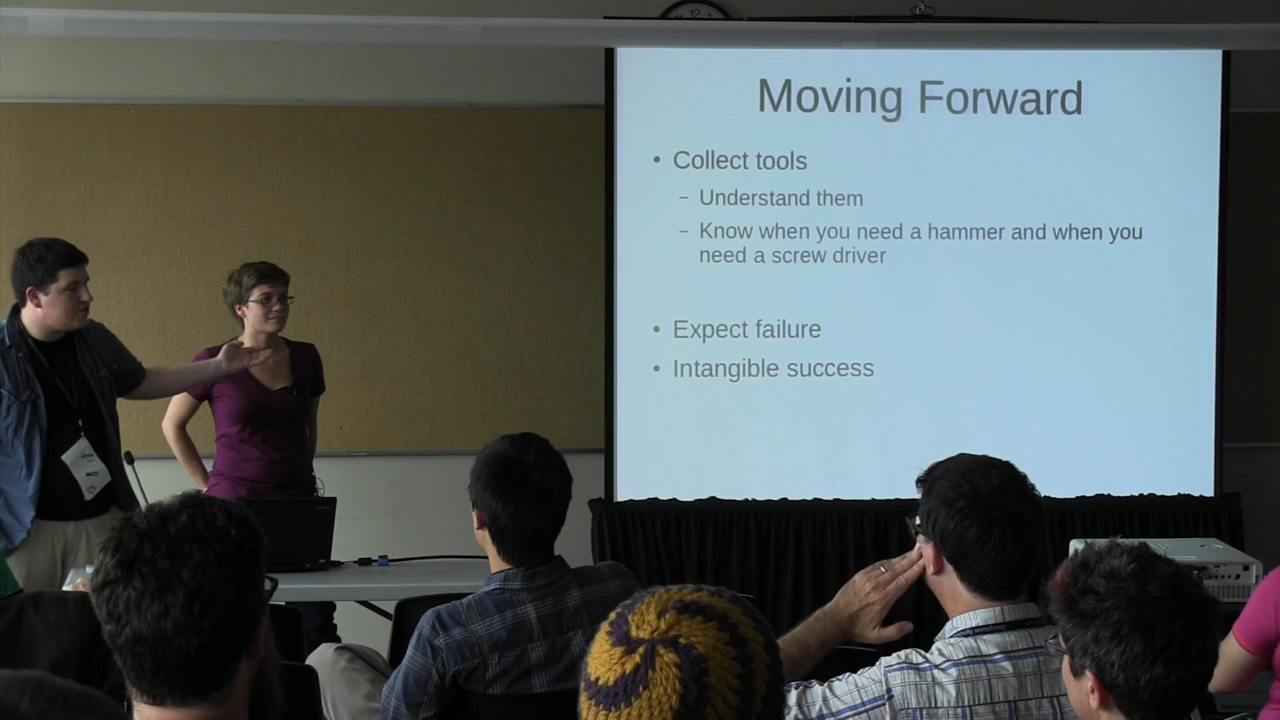 12
Moving Forward
• Collect tools
– Understand them
– Know when you need a hammer and when you
need a screw driver
• Expect failure
• Intangible success